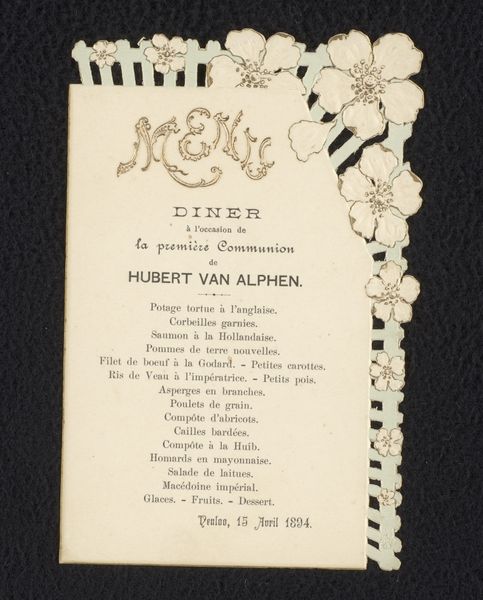 MENU
DINER
à l'occasion de
la première Communion
de
HUBERT VAN ALPHEN.
Potage tortue à l'anglaise.
Corbeilles garnies.
Saumon à la Hollandaise.
Pommes de terre nouvelles.
Filet de boeuf à la Godard. - Petites carottes.
Ris de Veau à l'impératrice. - Petits pois.
Asperges en branches.
Poulets de grain.
Compôte d'abricots.
Cailles bardées.
Compôte à la Huib.
Homards en mayonnaise.
Salade de laitues.
Macédoine impérial.
Glaces. - Fruits. - Dessert.
Venloo, 15 Avril 1894.